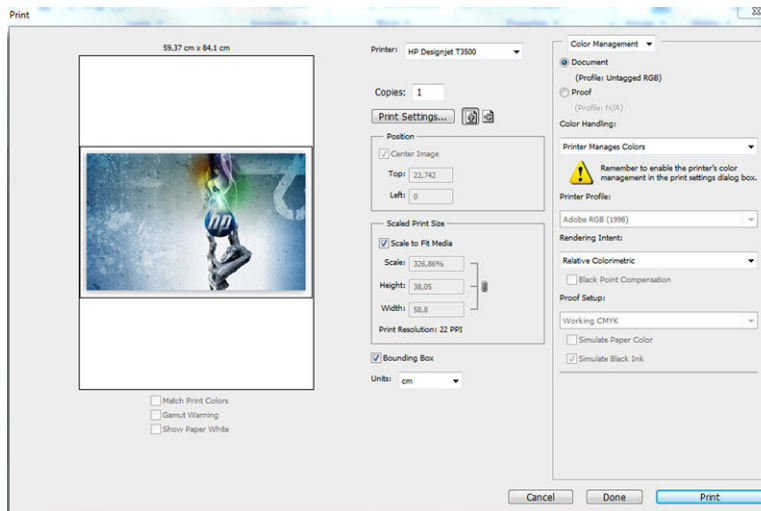 Print
59,37 cm x 84,1 cm
hp
Match Print Colors
Gamut Warning
Show Paper White
Printer: HP Designjet T3500
Copies: 1
Print Settings...
Position
Center Image
Top: 22,742
Left: 0
Scaled Print Size
Scale to Fit Media
Scale: 326,86%
Height: 38,05
Width: 58,8
Print Resolution: 22 PPI
Bounding Box
Units: cm
Color Management
Document
(Profile: Untagged RGB)
Proof
(Profile: N/A)
Color Handling:
Printer Manages Colors
Remember to enable the printer's color
management in the print settings dialog box.
Printer Profile:
Adobe RGB (1998)
Rendering Intent:
Relative Colorimetric
Black Point Compensation
Proof Setup:
Working CMYK
Simulate Paper Color
Simulate Black Ink
Cancel
Done
Print